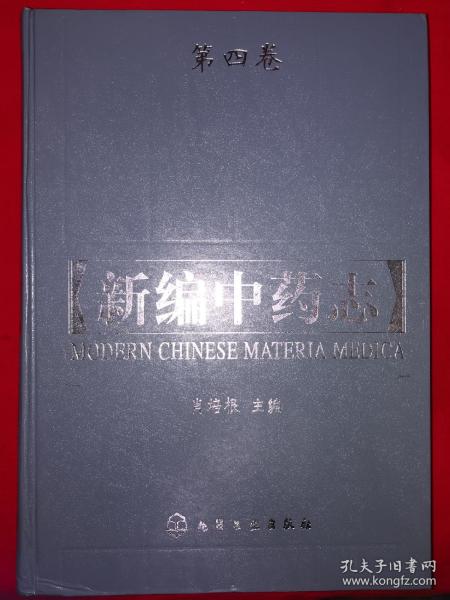 第四卷
新编中药志
MODERN CHINESE MATERIA MEDICA
肖培根 主编
化学工业出版社
孔夫子旧书网
www.kongfz.com